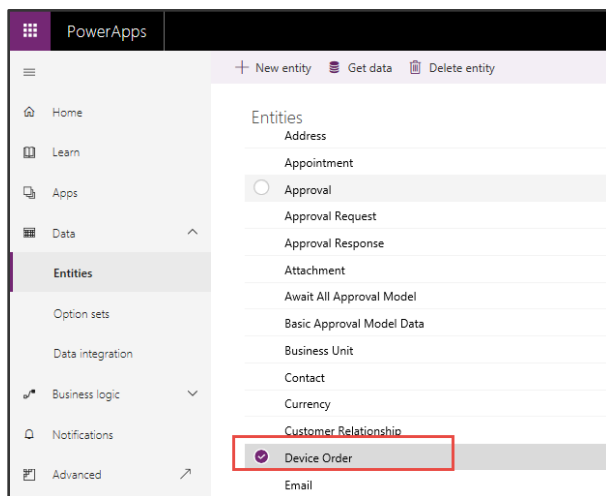 PowerApps
New entity Get data Delete entity
Home
Learn
Apps
Data
Entities
Option sets
Data integration
Business logic
Notifications
Advanced
Entities
Address
Appointment
Approval
Approval Request
Approval Response
Attachment
Await All Approval Model
Basic Approval Model Data
Business Unit
Contact
Currency
Customer Relationship
Device Order
Email